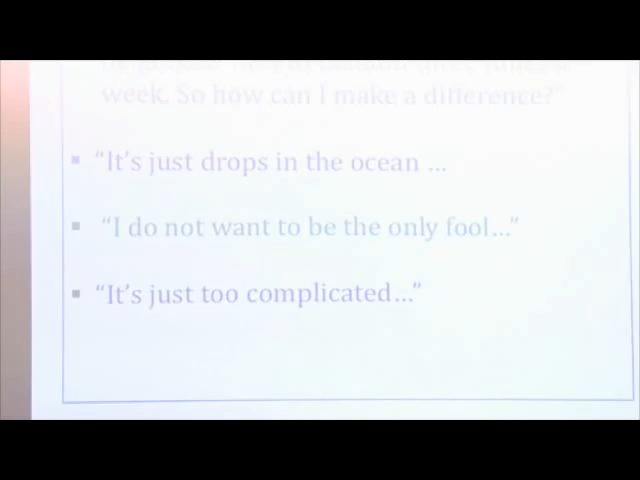 week. So how can I make a difference?"
"It's just drops in the ocean ...
"I do not want to be the only fool..."
"It's just too complicated..."